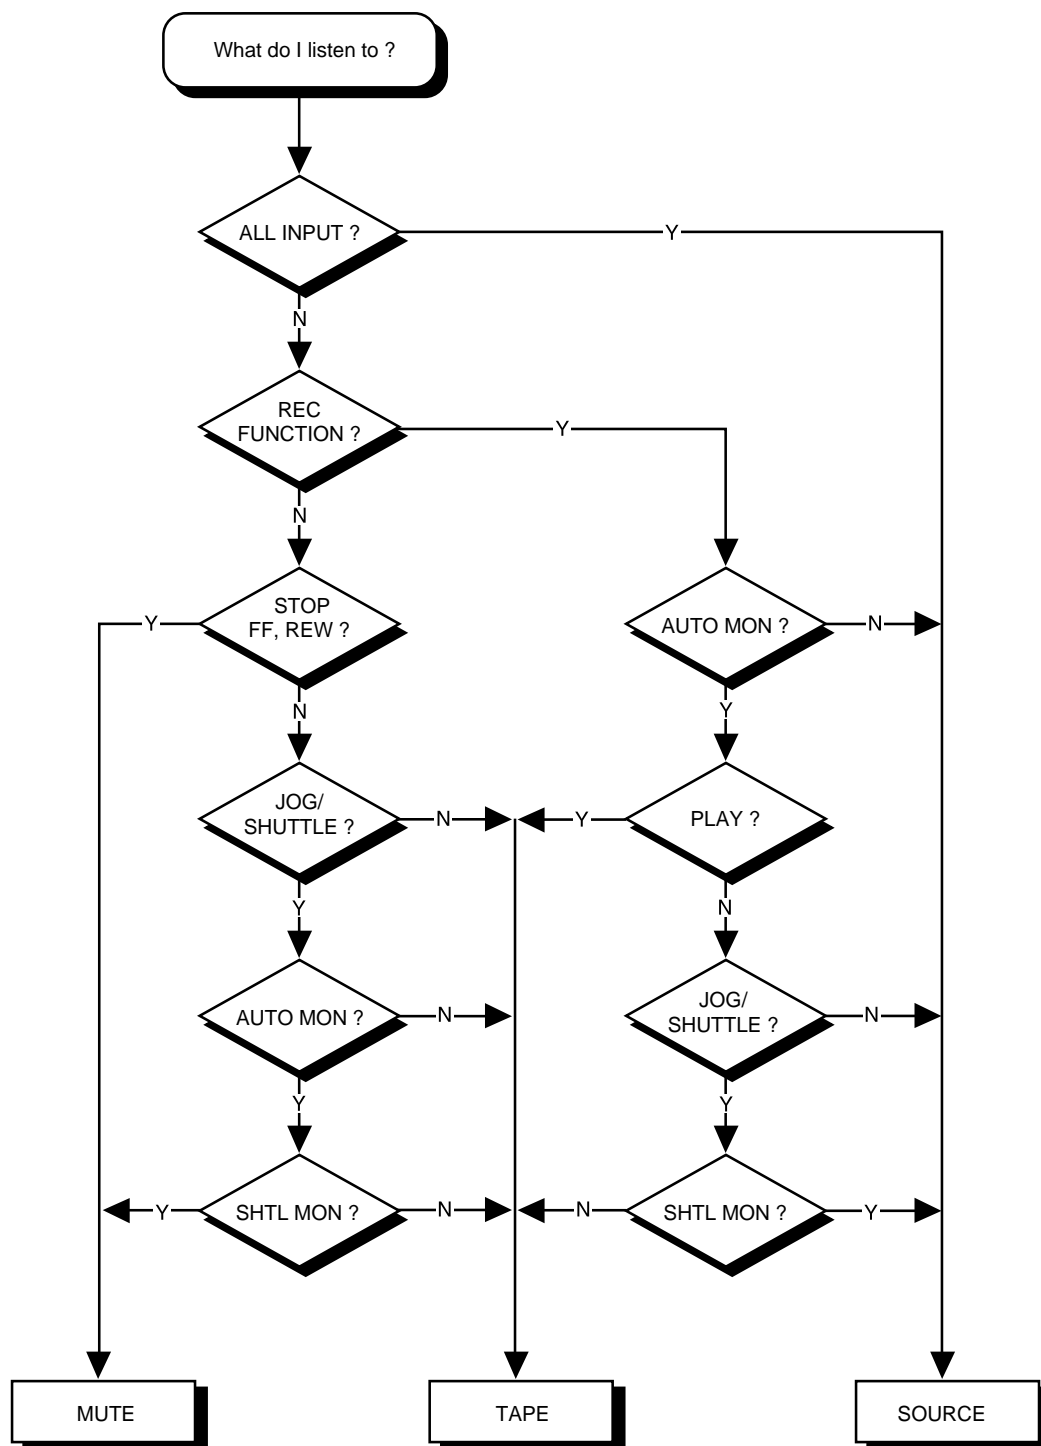 What do I listen to ?
ALL INPUT ?
Y
N
REC
FUNCTION ?
Y
N
STOP
FF, REW ?
Y
N
AUTO MON ?
N
Y
JOG/
SHUTTLE ?
N
Y
PLAY ?
Y
N
AUTO MON ?
N
Y
JOG/
SHUTTLE ?
N
Y
SHTL MON ?
Y
N
SHTL MON ?
N
Y
MUTE
TAPE
SOURCE